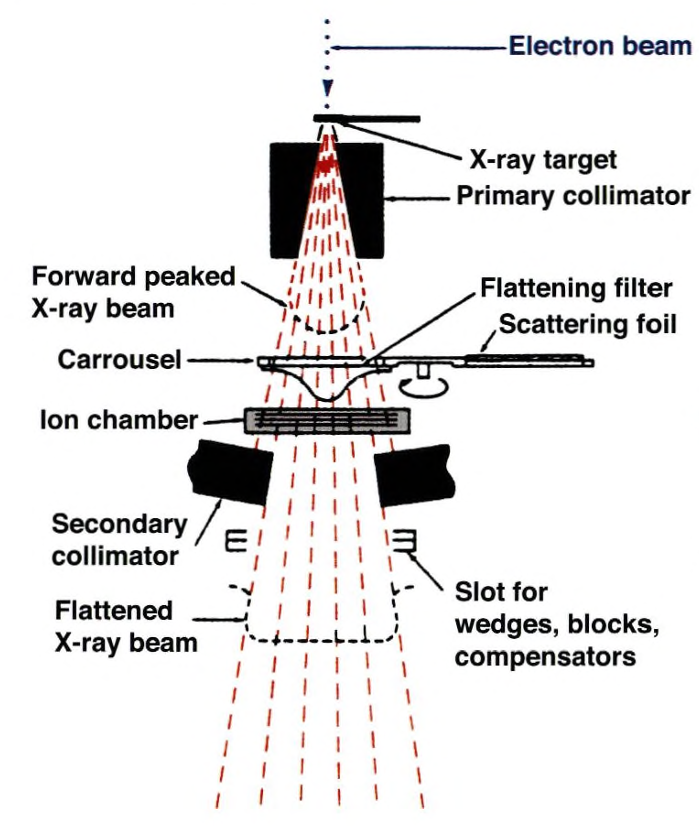 Electron beam
X-ray target
Primary collimator
Forward peaked
X-ray beam
Flattening filter
Scattering foil
Carrousel
Ion chamber
Secondary
collimator
Slot for
wedges, blocks,
compensators
Flattened
X-ray beam